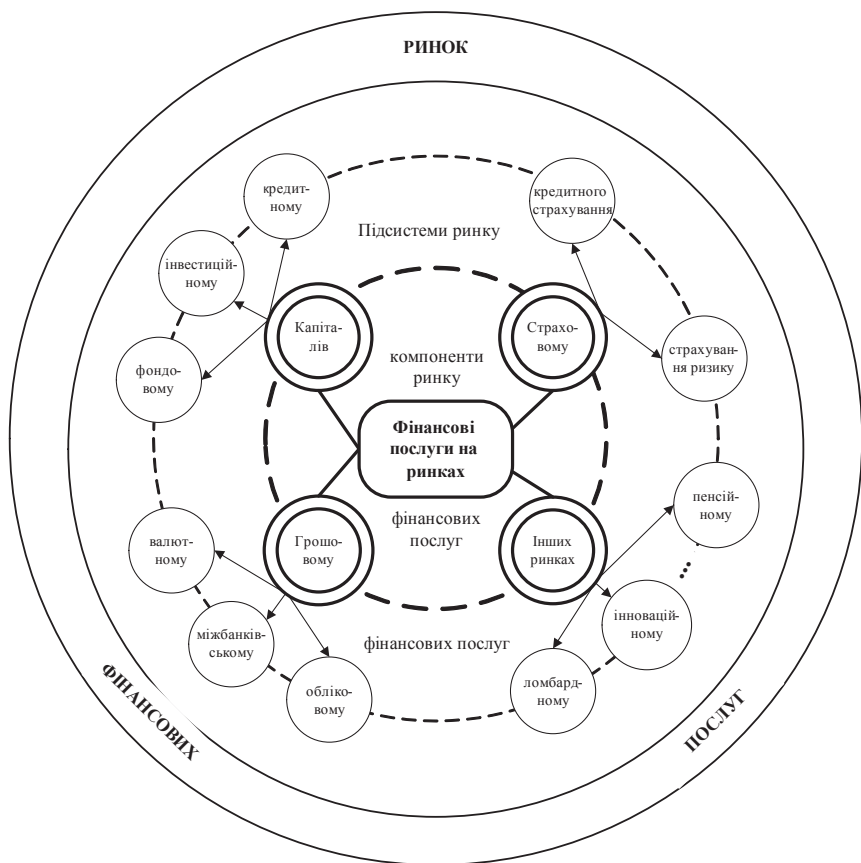 РИНОК
кредит-
ному
кредитного
страхування
Підсистеми ринку
інвестицій-
ному
Капіта-
лів
Страхо-
вому
фондо-
вому
компоненти
ринку
страхуван-
ня ризику
Фінансові
послуги на
ринках
пенсій-
ному
фінансових
послуг
валют-
ному
Грошо-
вому
Інших
ринках
...
міжбанків-
ському
інновацій-
ному
фінансових послуг
обліко-
вому
ломбард-
ному
ФІНАНСОВИХ
ПОСЛУГ